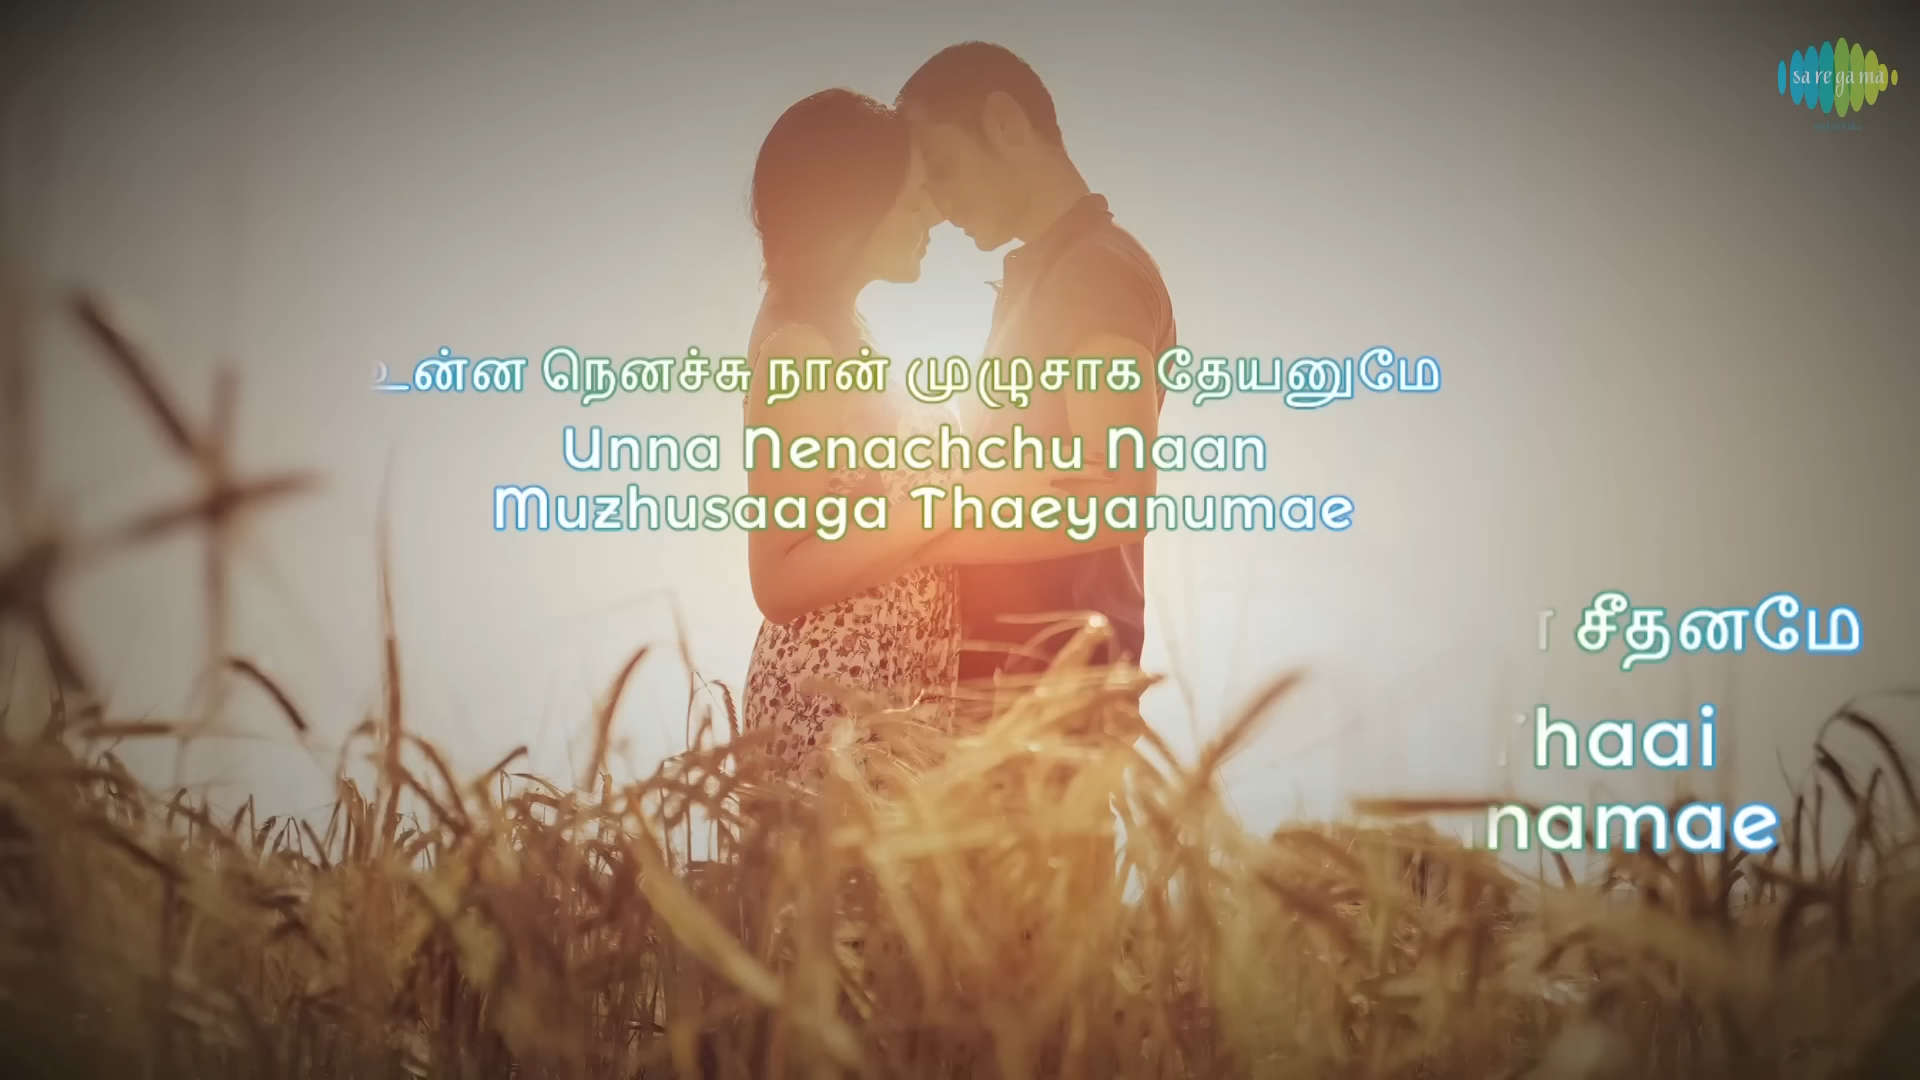 sa re ga ma
உன்ன நெனச்சு நான் முழுசாக தேயனுமே
Unna Nenachchu Naan
Muzhusaaga Thaeyanumae
சீதனமே
haai
namae